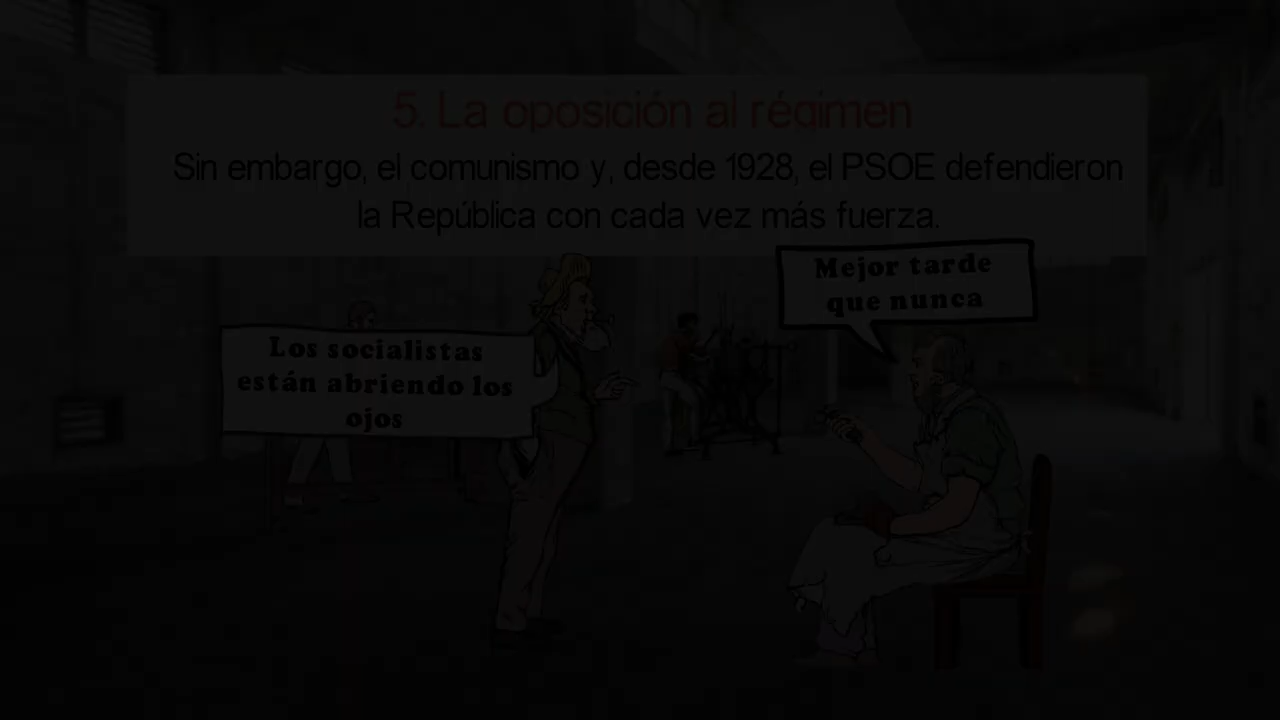 5. La oposición al régimen
Sin embargo, el comunismo y, desde 1928, el PSOE defendieron
la República con cada vez más fuerza.
Mejor tarde
que nunca
Los socialistas
están abriendo los
ojos